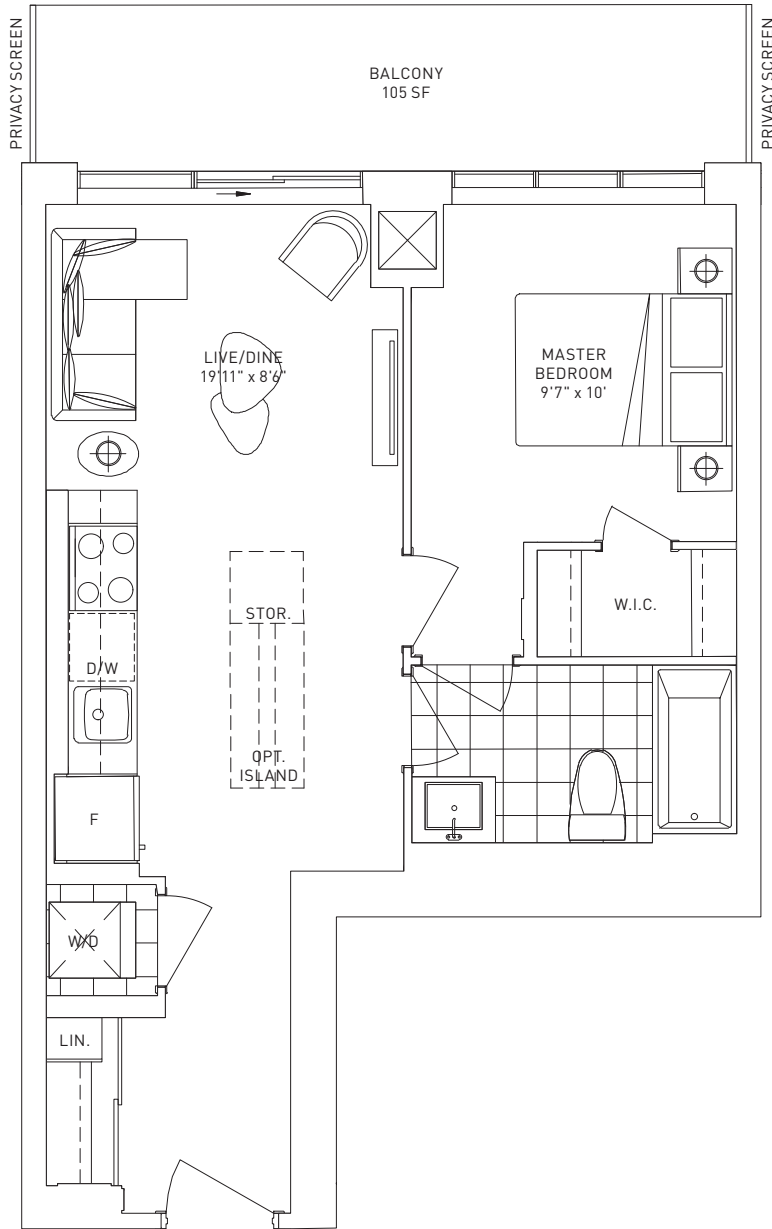 PRIVACY SCREEN
PRIVACY SCREEN
BALCONY
105 SF
LIVE/DINE
19'11" x 8'6"
MASTER
BEDROOM
9'7" x 10'
STOR.
W.I.C.
D/W
OPT.
ISLAND
F
W/D
LIN.